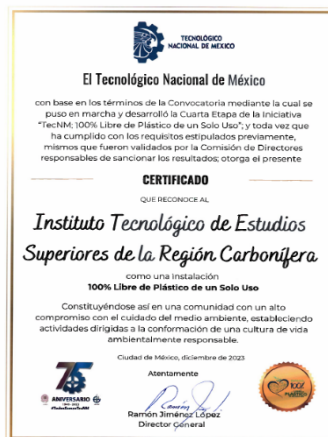 TECNOLÓGICO
NACIONAL DE MÉXICO
El Tecnológico Nacional de México
con base en los términos de la Convocatoria mediante la cual se
puso en marcha y desarrolló la Cuarta Etapa de la Iniciativa
“TecNM: 100% Libre de Plástico de un Solo Uso”; y toda vez que
ha cumplido con los requisitos estipulados previamente,
mismos que fueron validados por la Comisión de Directores
responsables de sancionar los resultados; otorga el presente
CERTIFICADO
QUE RECONOCE AL
Instituto Tecnológico de Estudios
Superiores de la Región Carbonífera
como una Instalación
100% Libre de Plástico de un Solo Uso
Constituyéndose así en una comunidad con un alto
compromiso con el cuidado del medio ambiente, estableciendo
actividades dirigidas a la conformación de una cultura de vida
ambientalmente responsable.
Ciudad de México, diciembre de 2023
Atentamente
75
ANIVERSARIO
Ramón Jiménez López
Director General
100%